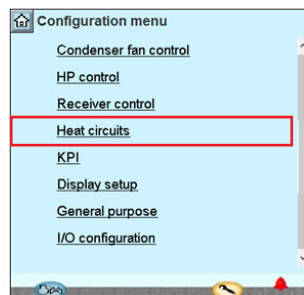 Configuration menu
Condenser fan control
HP control
Receiver control
Heat circuits
KPI
Display setup
General purpose
I/O configuration